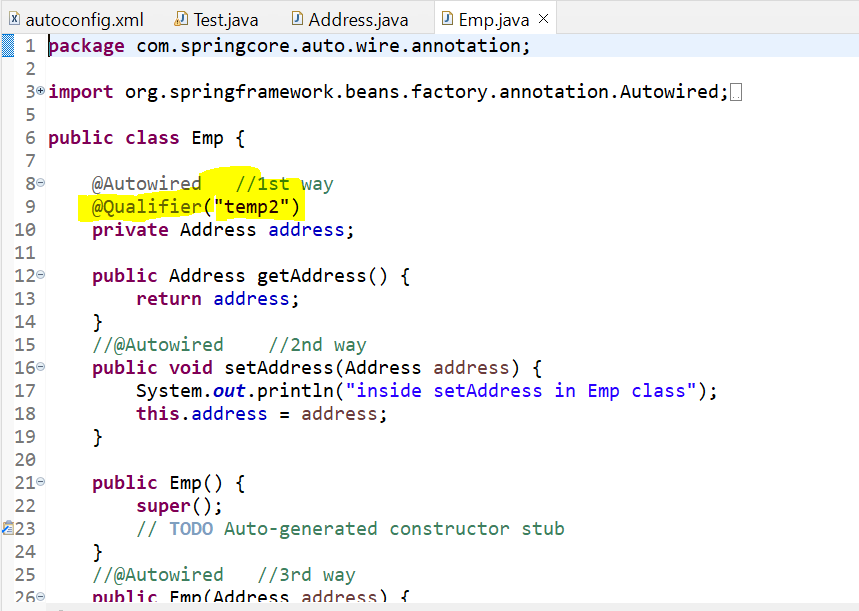 autoconfig.xml Test.java Address.java Emp.java
1 package com.springcore.auto.wire.annotation;
2
3 import org.springframework.beans.factory.annotation.Autowired;
5
6 public class Emp {
7
8 @Autowired //1st way
9 @Qualifier("temp2")
10 private Address address;
11
12 public Address getAddress() {
13 return address;
14 }
15 //@Autowired //2nd way
16 public void setAddress(Address address) {
17 System.out.println("inside setAddress in Emp class");
18 this.address = address;
19 }
20
21 public Emp() {
22 super();
23 // TODO Auto-generated constructor stub
24 }
25 //@Autowired //3rd way
26 public Emp(Address address) {